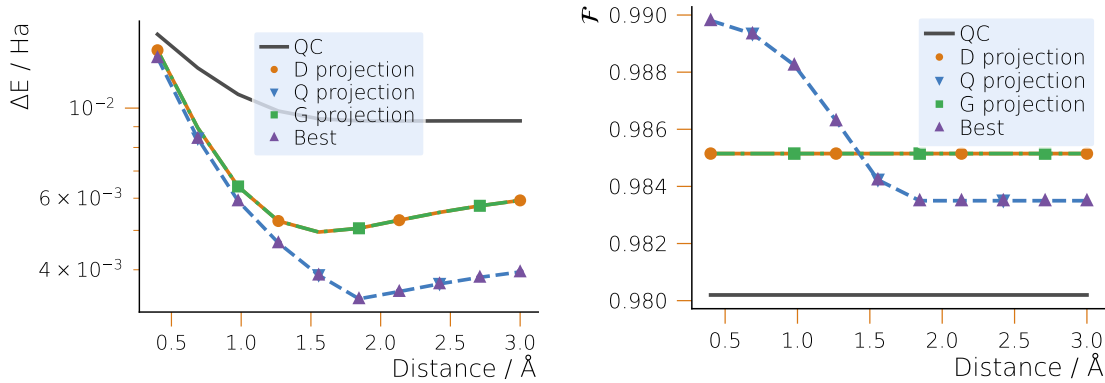 ΔE / Ha
10⁻²
6 × 10⁻³
4 × 10⁻³
QC
D projection
Q projection
G projection
Best
0.5
1.0
1.5
2.0
2.5
3.0
Distance / Å
𝓕
0.990
0.988
0.986
0.984
0.982
0.980
QC
D projection
Q projection
G projection
Best
0.5
1.0
1.5
2.0
2.5
3.0
Distance / Å